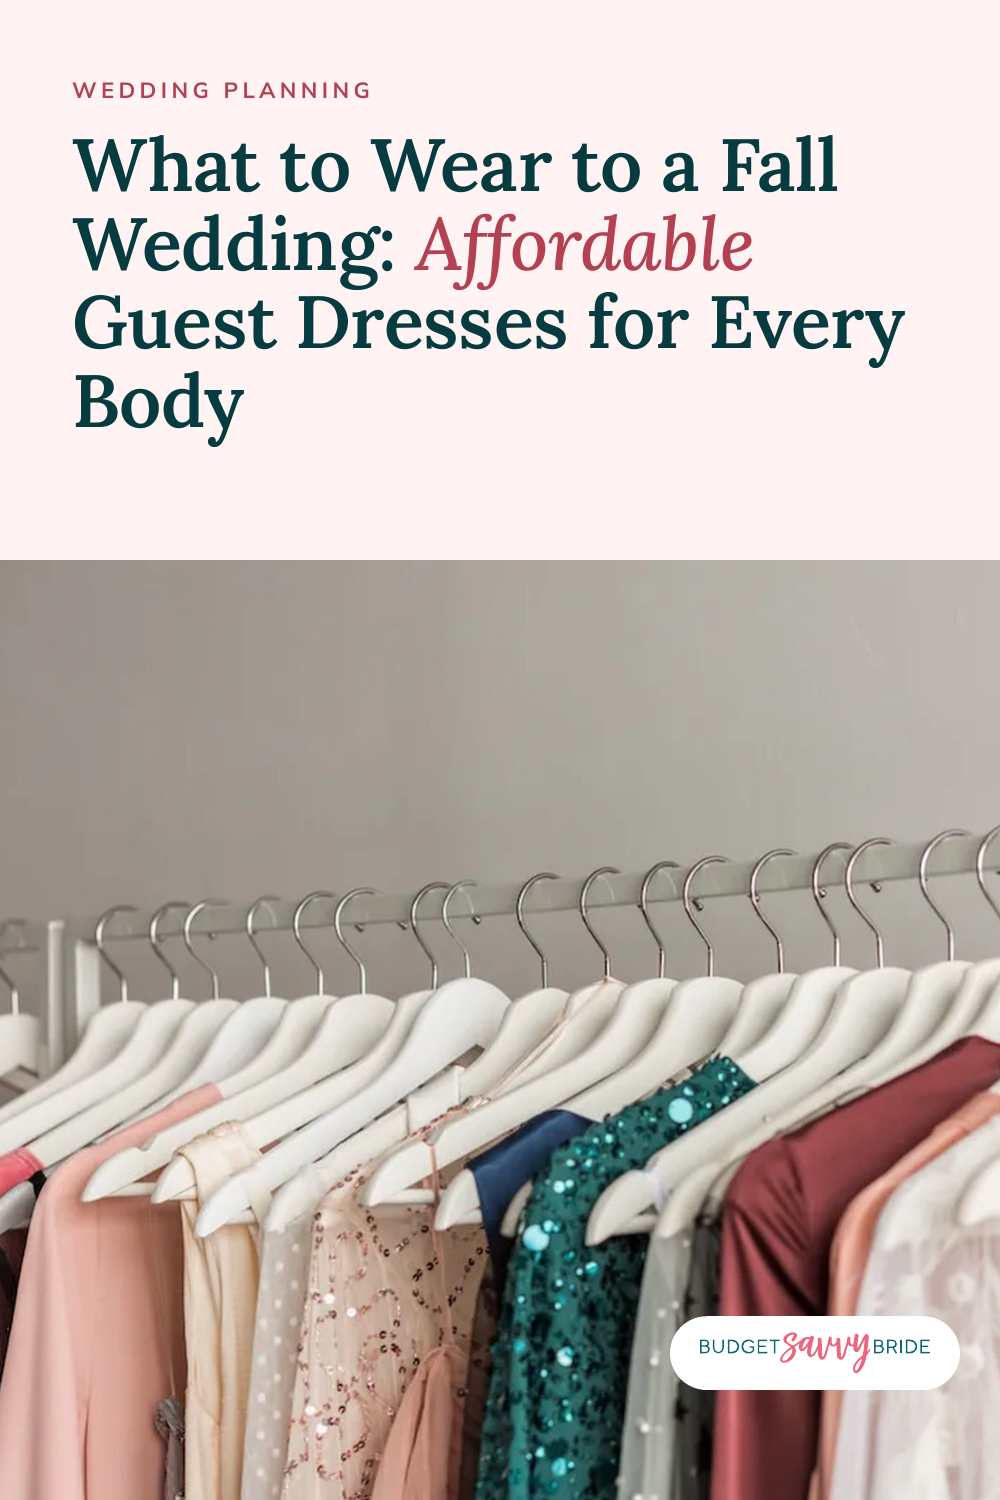 WEDDING PLANNING
What to Wear to a Fall
Wedding: Affordable
Guest Dresses for Every
Body
BUDGET savvy BRIDE